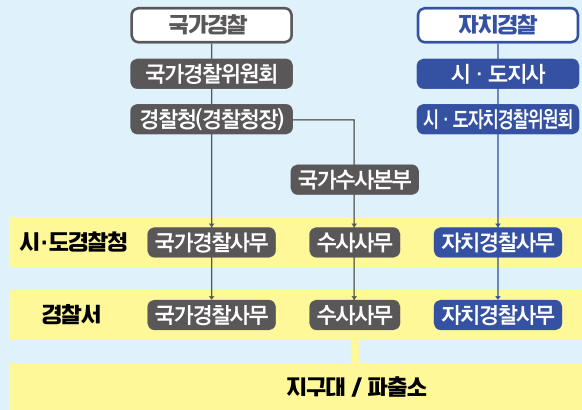 국가경찰 자치경찰
국가경찰위원회 시·도지사
경찰청(경찰청장) 시·도자치경찰위원회
국가수사본부
시·도경찰청 국가경찰사무 수사사무 자치경찰사무
경찰서 국가경찰사무 수사사무 자치경찰사무
지구대 / 파출소